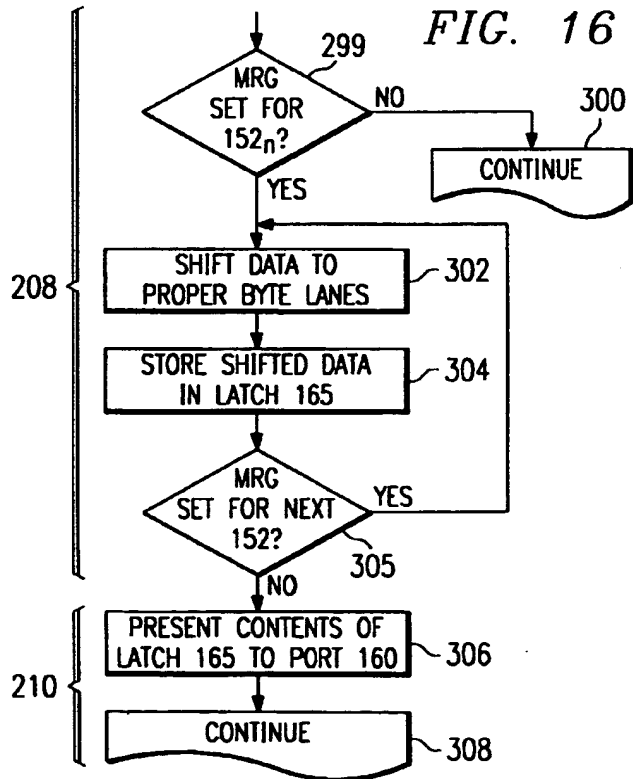 FIG. 16
299
MRG
SET FOR
152n?
NO
300
CONTINUE
YES
208
SHIFT DATA TO
PROPER BYTE LANES
302
STORE SHIFTED DATA
IN LATCH 165
304
MRG
SET FOR NEXT
152?
YES
305
NO
210
PRESENT CONTENTS OF
LATCH 165 TO PORT 160
306
CONTINUE
308